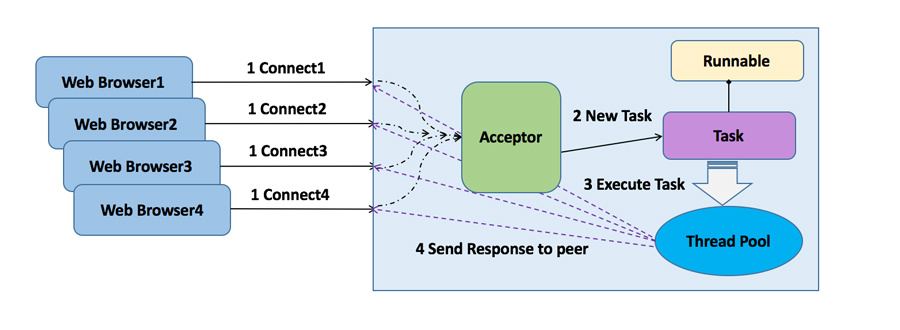 Web Browser1
Web Browser2
Web Browser3
Web Browser4
1 Connect1
1 Connect2
1 Connect3
1 Connect4
Acceptor
2 New Task
Runnable
Task
3 Execute Task
Thread Pool
4 Send Response to peer